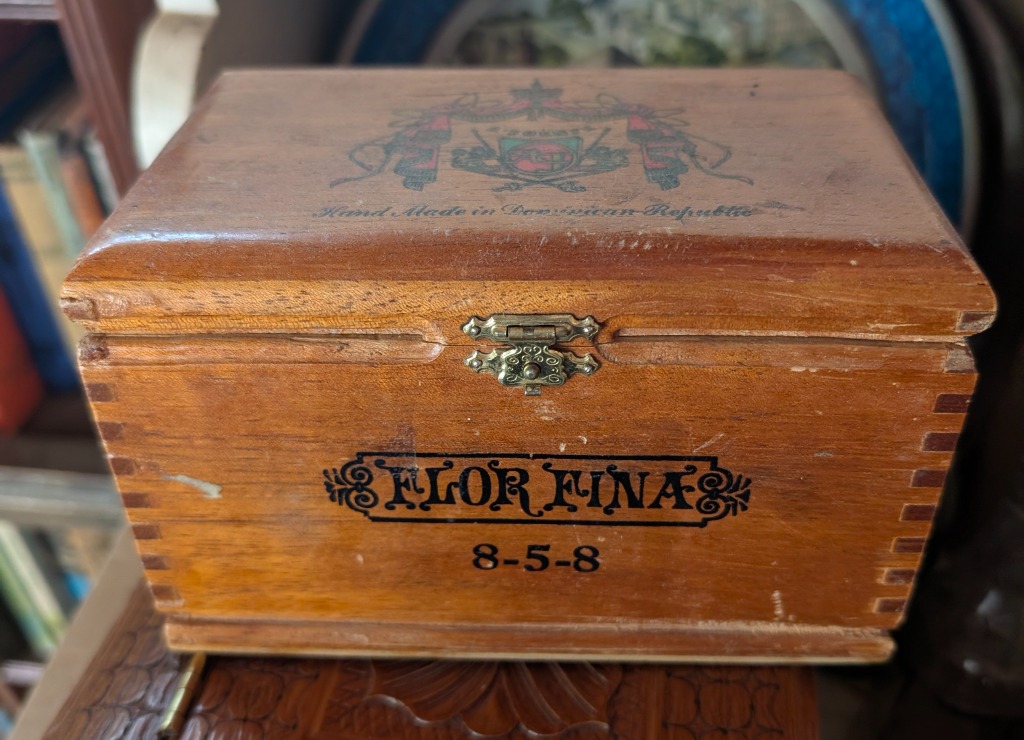 Hand Made in Dominican Republic
FLOR FINA
8-5-8